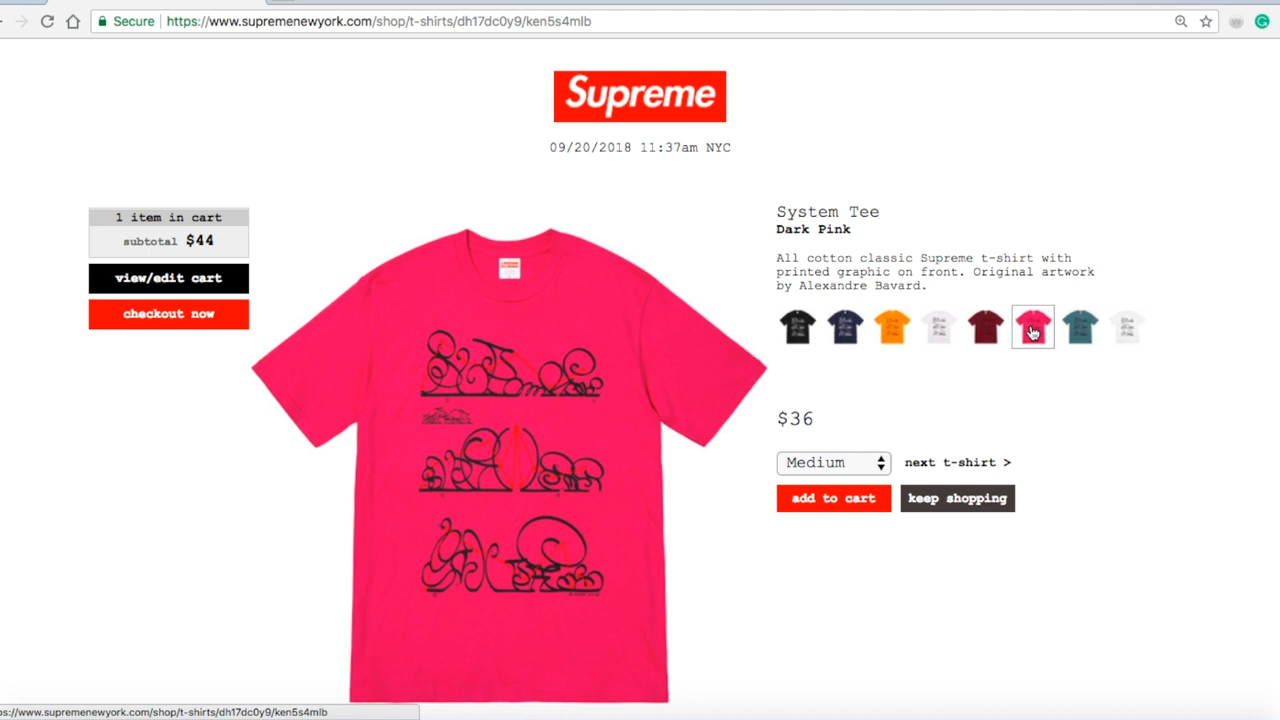 Secure https://www.supremenewyork.com/shop/t-shirts/dh17dc0y9/ken5s4mlb
Supreme
09/20/2018 11:37am NYC
1 item in cart
subtotal $44
view/edit cart
checkout now
System Tee
Dark Pink
All cotton classic Supreme t-shirt with
printed graphic on front. Original artwork
by Alexandre Bavard.
$36
Medium
next t-shirt >
add to cart
keep shopping
ps://www.supremenewyork.com/shop/t-shirts/dh17dc0y9/ken5s4mlb